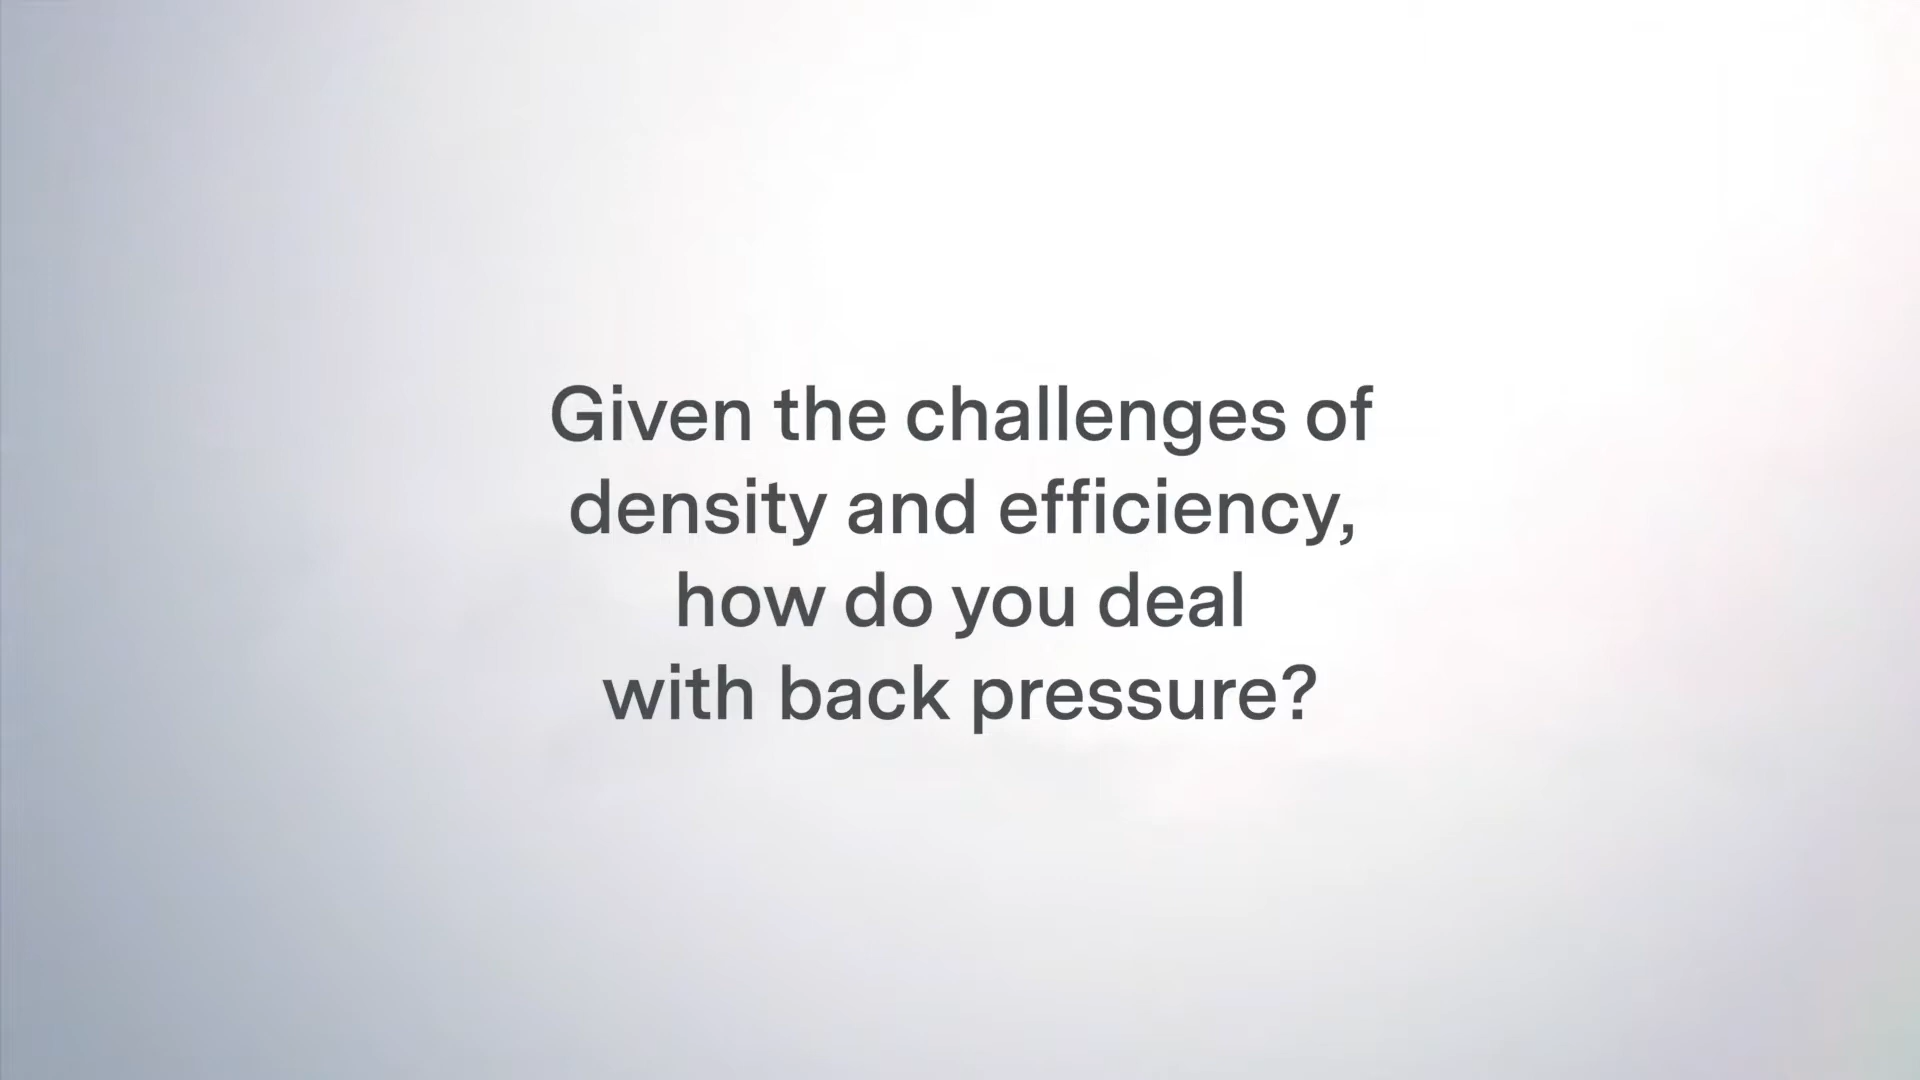 Given the challenges of
density and efficiency,
how do you deal
with back pressure?